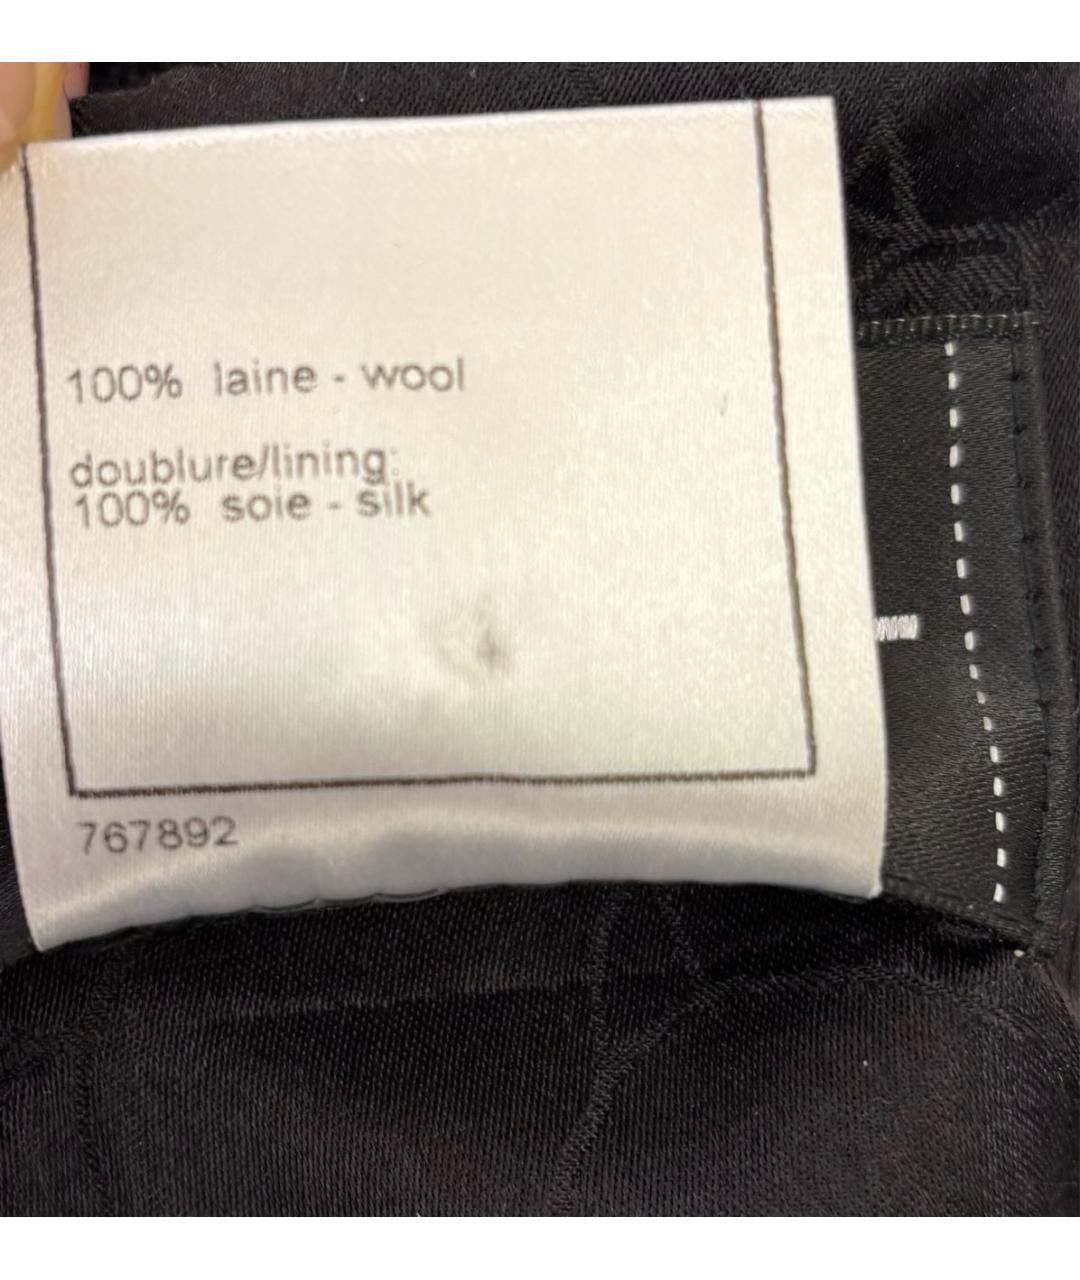 100% laine - wool
doublure/lining:
100% soie - silk
767892